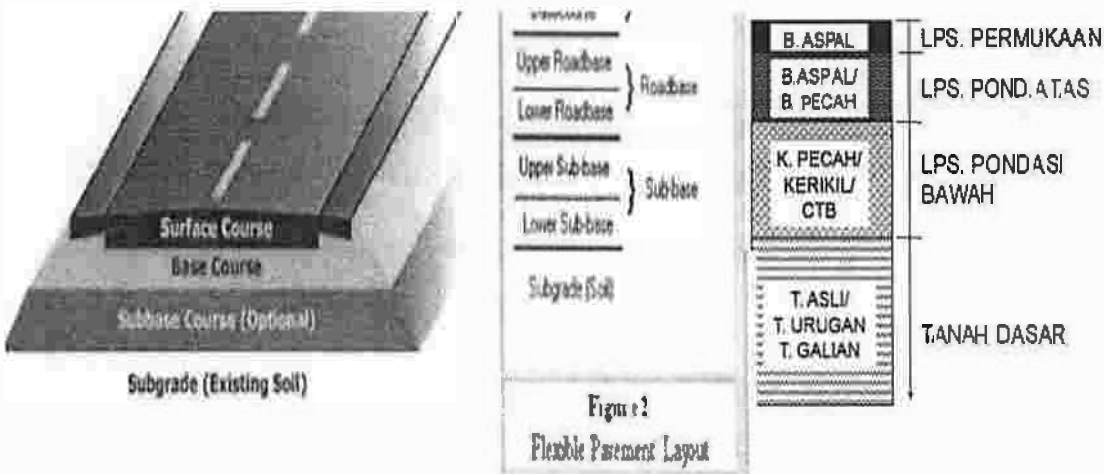 Surface Course
Base Course
Subbase Course (Optional)
Subgrade (Existing Soil)
Upper Roadbase
Roadbase
Lower Roadbase
Upper Sub-base
Sub-base
Lower Sub-base
Subgrade (Soil)
Figure 2
Flexible Pavement Layout
B. ASPAL
LPS. PERMUKAAN
B.ASPAL/
B. PECAH
LPS. POND.ATAS
K. PECAH/
KERIKIL/
CTB
LPS. PONDASI
BAWAH
T. ASLI/
T. URUGAN
T. GALIAN
TANAH DASAR